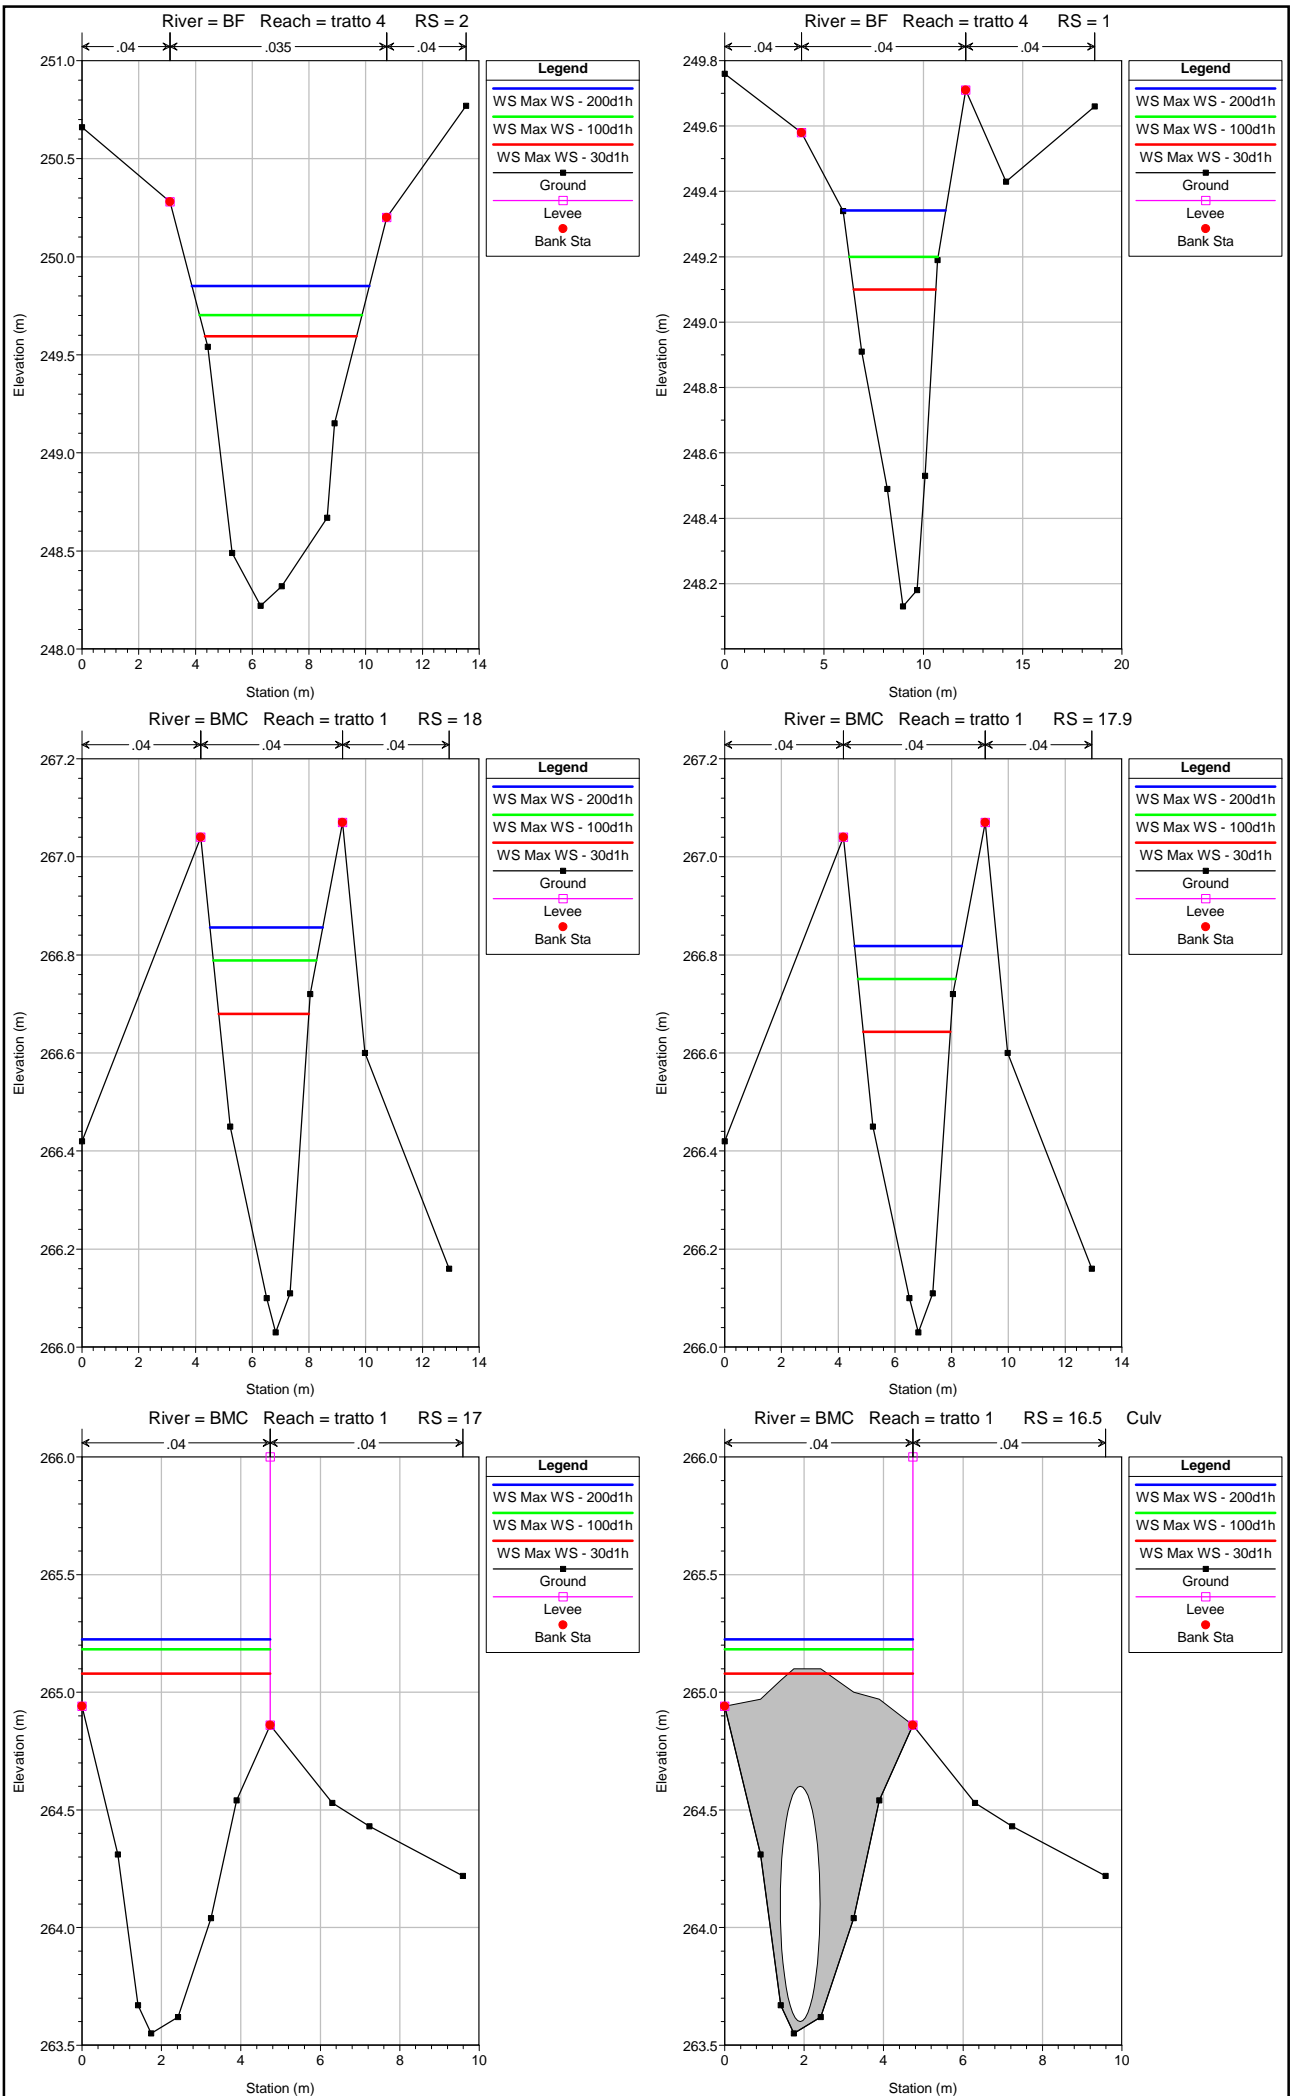 River = BF Reach = tratto 4 RS = 2
.04 .035 .04
251.0
250.5
250.0
249.5
249.0
248.5
248.0
Elevation (m)
0 2 4 6 8 10 12 14
Station (m)
Legend
WS Max WS - 200d1h
WS Max WS - 100d1h
WS Max WS - 30d1h
Ground
Levee
Bank Sta
River = BF Reach = tratto 4 RS = 1
.04 .04 .04
249.8
249.6
249.4
249.2
249.0
248.8
248.6
248.4
248.2
Elevation (m)
0 5 10 15 20
Station (m)
Legend
WS Max WS - 200d1h
WS Max WS - 100d1h
WS Max WS - 30d1h
Ground
Levee
Bank Sta
River = BMC Reach = tratto 1 RS = 18
.04 .04 .04
267.2
267.0
266.8
266.6
266.4
266.2
266.0
Elevation (m)
0 2 4 6 8 10 12 14
Station (m)
Legend
WS Max WS - 200d1h
WS Max WS - 100d1h
WS Max WS - 30d1h
Ground
Levee
Bank Sta
River = BMC Reach = tratto 1 RS = 17.9
.04 .04 .04
267.2
267.0
266.8
266.6
266.4
266.2
266.0
Elevation (m)
0 2 4 6 8 10 12 14
Station (m)
Legend
WS Max WS - 200d1h
WS Max WS - 100d1h
WS Max WS - 30d1h
Ground
Levee
Bank Sta
River = BMC Reach = tratto 1 RS = 17
.04 .04
266.0
265.5
265.0
264.5
264.0
263.5
Elevation (m)
0 2 4 6 8 10
Station (m)
Legend
WS Max WS - 200d1h
WS Max WS - 100d1h
WS Max WS - 30d1h
Ground
Levee
Bank Sta
River = BMC Reach = tratto 1 RS = 16.5 Culv
.04 .04
266.0
265.5
265.0
264.5
264.0
263.5
Elevation (m)
0 2 4 6 8 10
Station (m)
Legend
WS Max WS - 200d1h
WS Max WS - 100d1h
WS Max WS - 30d1h
Ground
Levee
Bank Sta